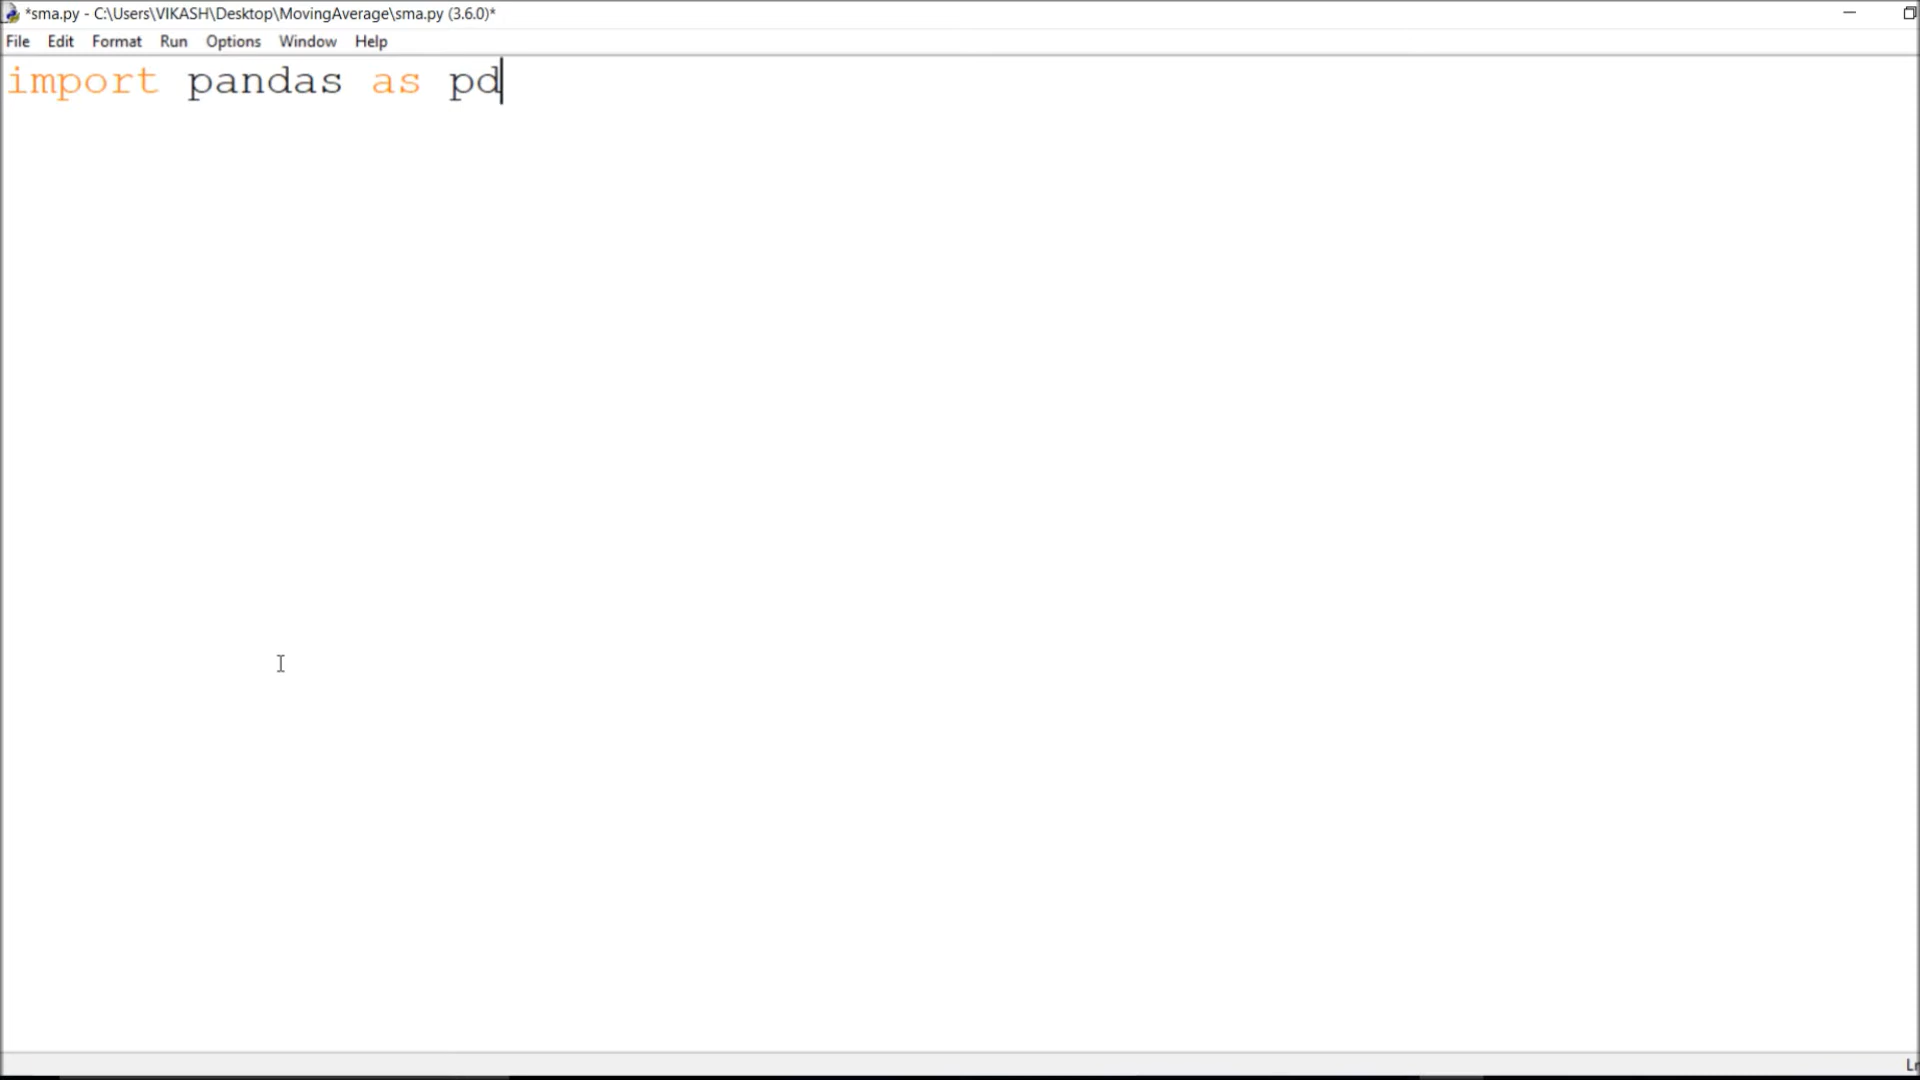 *sma.py - C:\Users\VIKASH\Desktop\MovingAverage\sma.py (3.6.0)*
File Edit Format Run Options Window Help
import pandas as pd